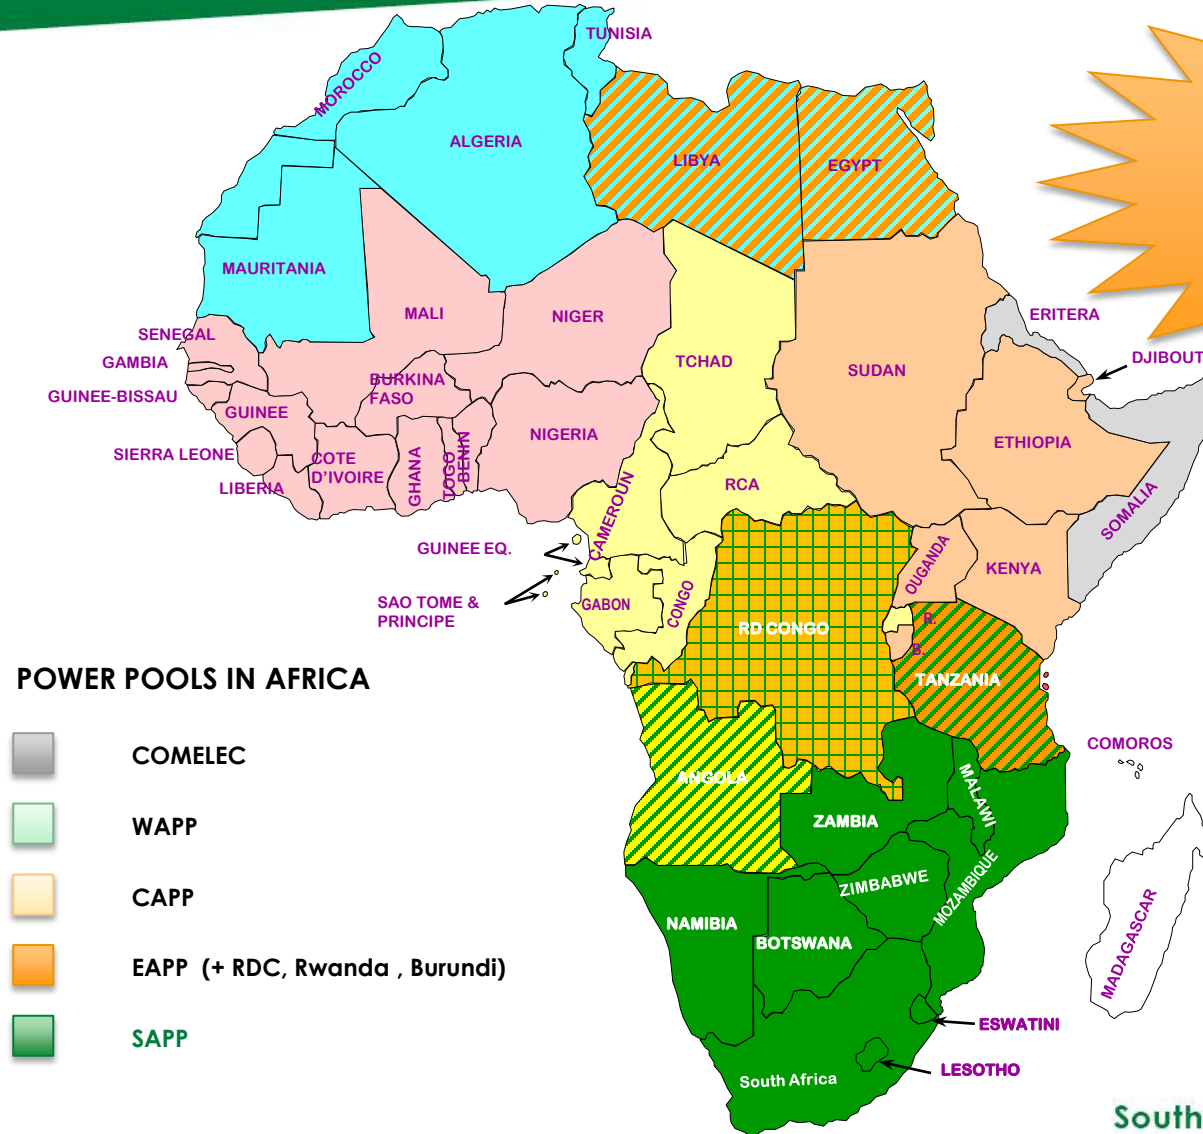 TUNISIA
MOROCCO
ALGERIA
LIBYA
EGYPT
MAURITANIA
MALI
NIGER
ERITERA
SENEGAL
GAMBIA
TCHAD
SUDAN
DJIBOUT
BURKINA
FASO
GUINEE-BISSAU
GUINEE
NIGERIA
ETHIOPIA
SIERRA LEONE
COTE
D'IVOIRE
GHANA
TOGO
BENIN
LIBERIA
RCA
SOMALIA
CAMEROUN
GUINEE EQ.
OUGANDA
KENYA
SAO TOME &
PRINCIPE
GABON
CONGO
RD CONGO
R.
B.
TANZANIA
POWER POOLS IN AFRICA
COMELEC
WAPP
CAPP
EAPP (+ RDC, Rwanda , Burundi)
SAPP
COMOROS
ANGOLA
MALAWI
ZAMBIA
ZIMBABWE
MOZAMBIQUE
NAMIBIA
BOTSWANA
MADAGASCAR
ESWATINI
LESOTHO
South Africa
South